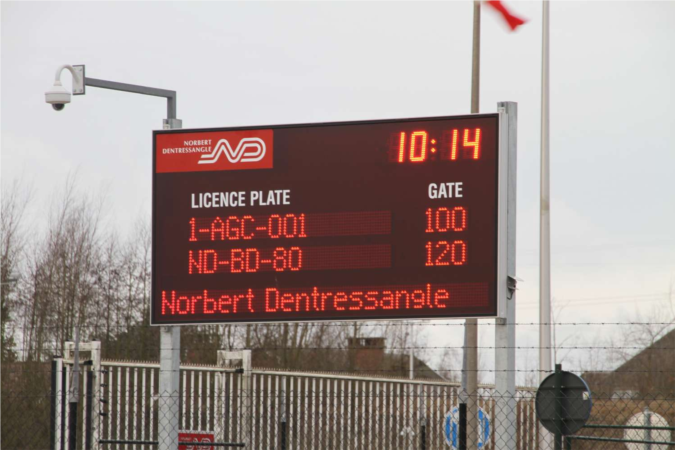 NORBERT
DENTRESSANGLE
ND
10:14
LICENCE PLATE GATE
1-AGC-001 100
ND-BD-80 120
Norbert Dentressangle